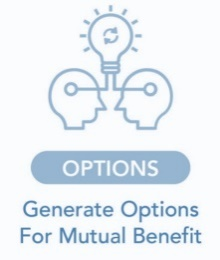 OPTIONS
Generate Options
For Mutual Benefit